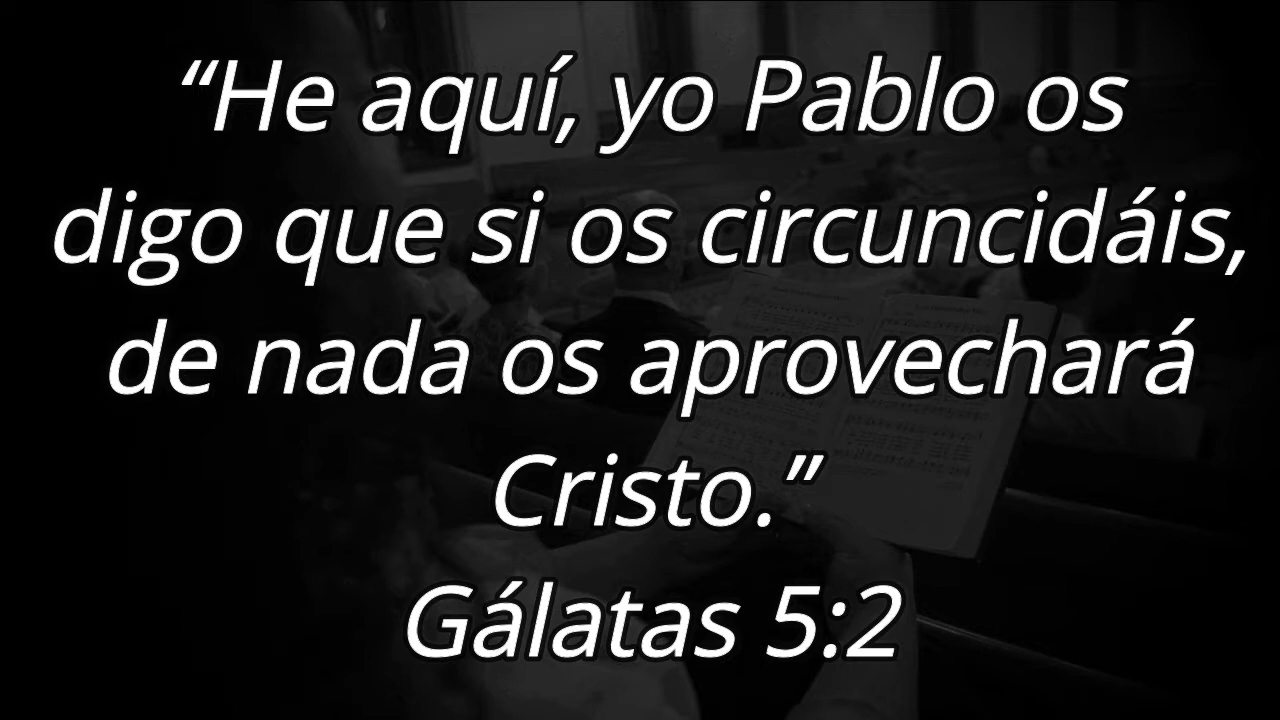 “He aquí, yo Pablo os
digo que si os circuncidáis,
de nada os aprovechará
Cristo.”
Gálatas 5:2